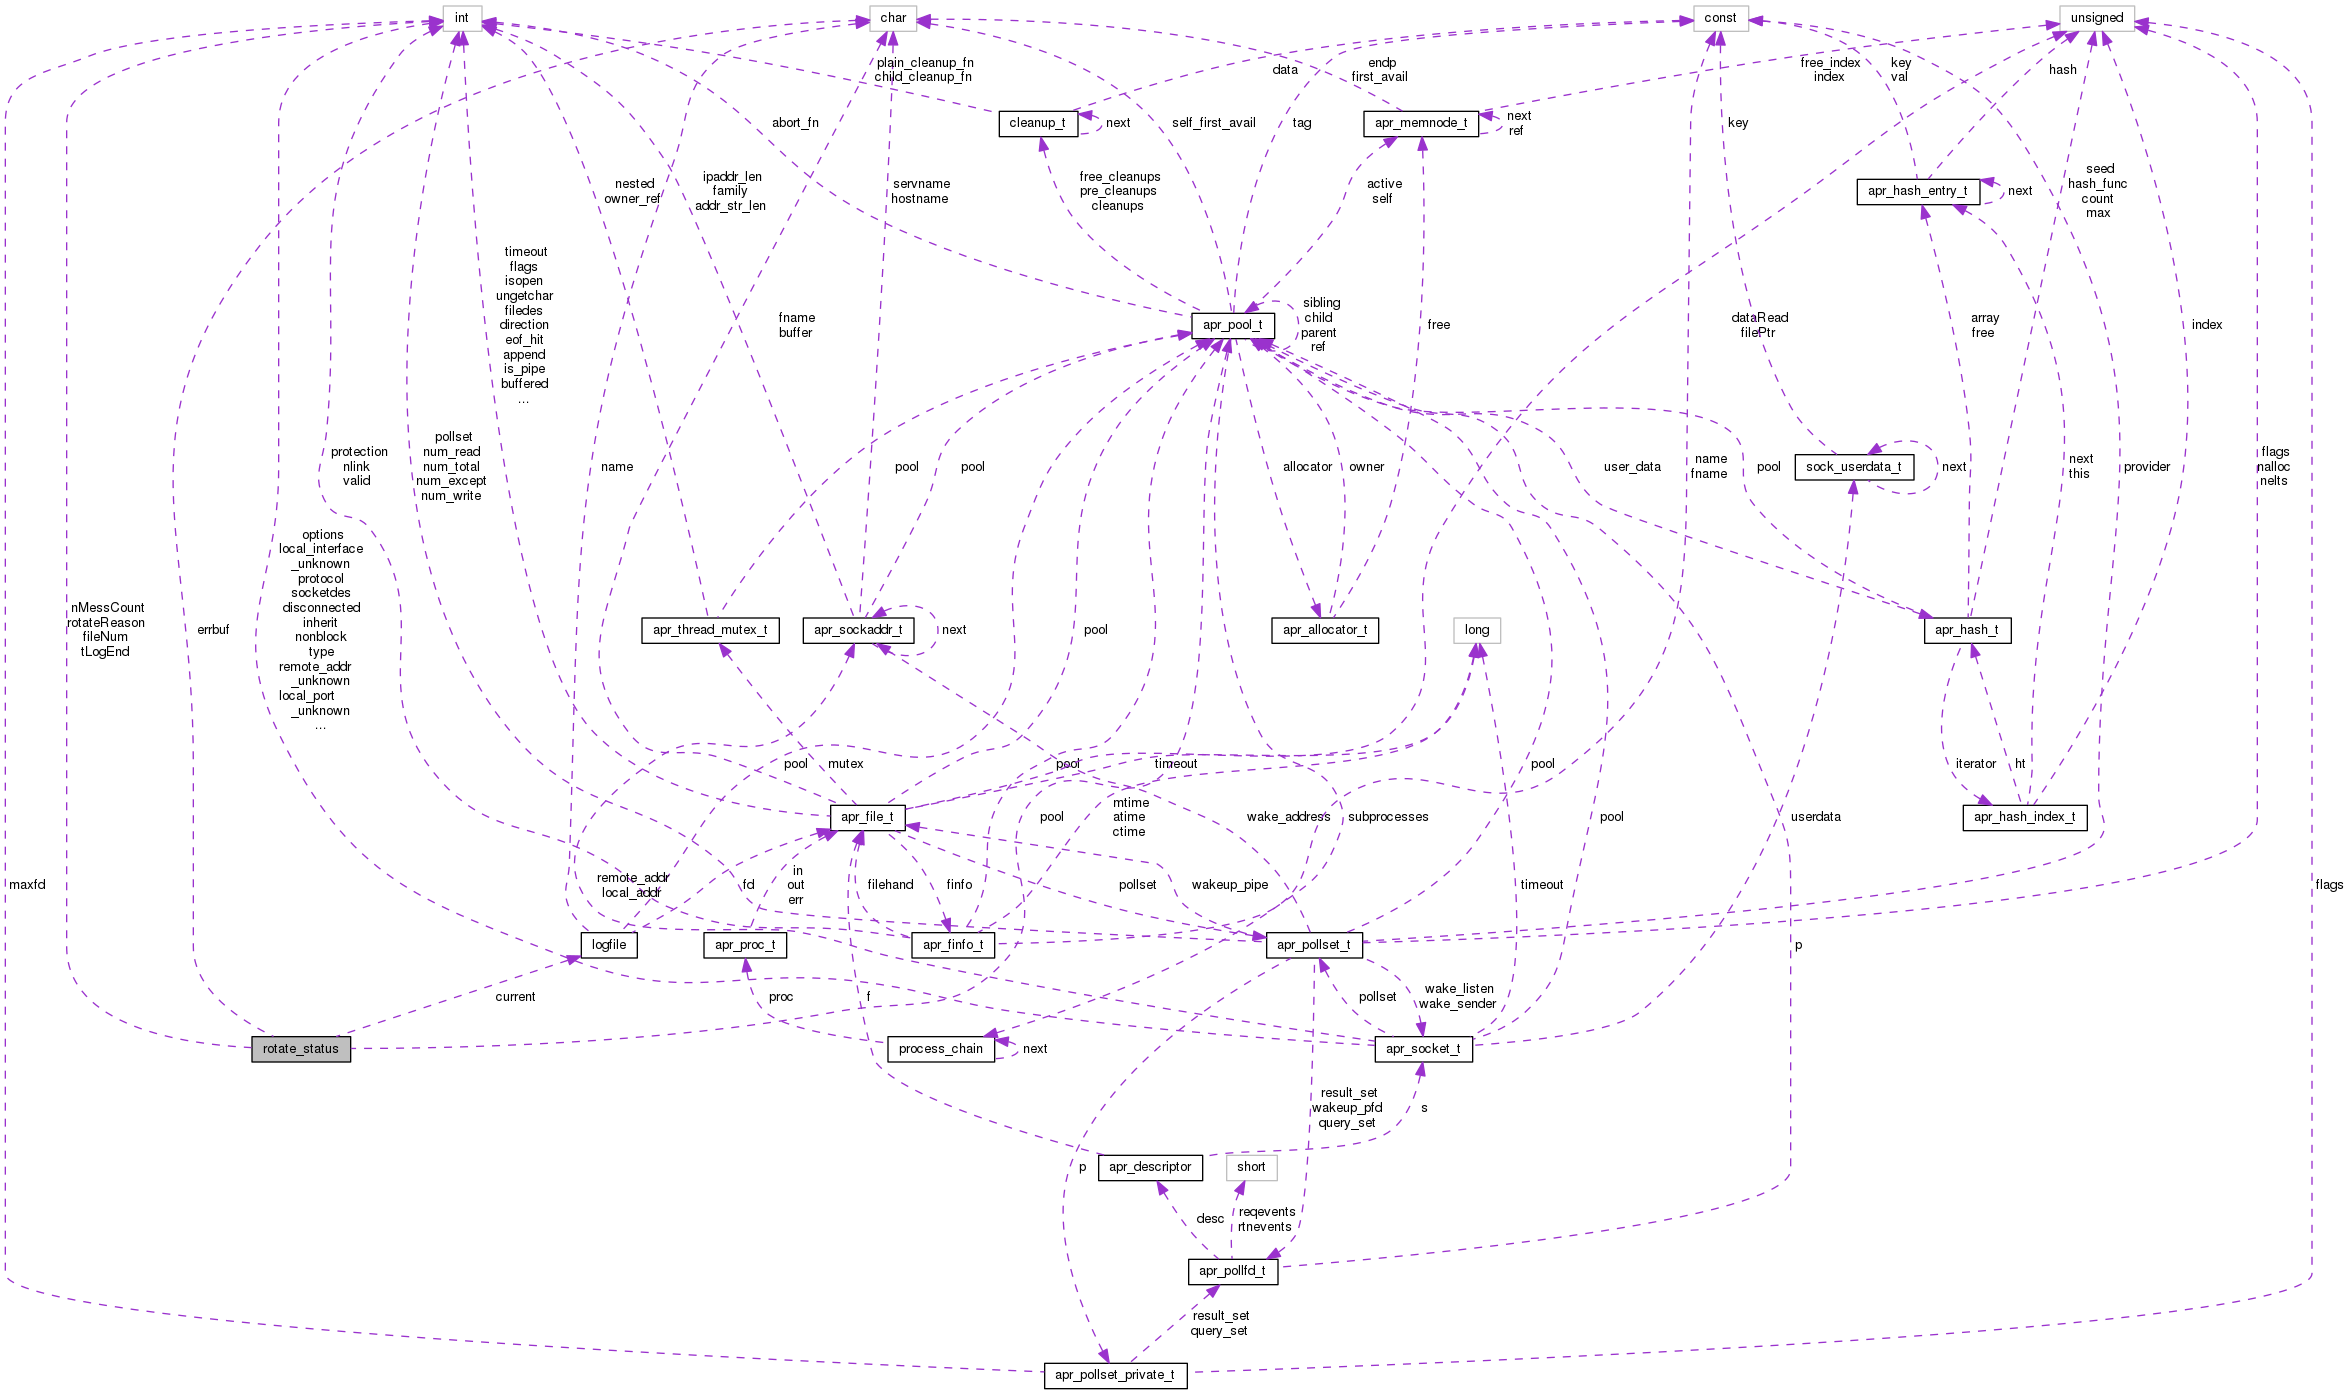 int
char
const
unsigned
plain_cleanup_fn
child_cleanup_fn
data
endp
first_avail
free_index
index
key
val
hash
cleanup_t
next
apr_memnode_t
next
ref
abort_fn
self_first_avail
tag
key
nested
owner_ref
ipaddr_len
family
addr_str_len
servname
hostname
free_cleanups
pre_cleanups
cleanups
active
self
apr_hash_entry_t
next
seed
hash_func
count
max
timeout
flags
isopen
ungetchar
filedes
direction
eof_hit
append
is_pipe
buffered
...
fname
buffer
apr_pool_t
sibling
child
parent
ref
free
dataRead
filePtr
array
free
index
protection
nlink
valid
pollset
num_read
num_total
num_except
num_write
name
pool
pool
allocator
owner
user_data
name
fname
pool
sock_userdata_t
next
next
this
provider
flags
nalloc
nelts
options
local_interface
_unknown
protocol
socketdes
disconnected
inherit
nonblock
type
remote_addr
_unknown
local_port
_unknown
...
nMessCount
rotateReason
fileNum
tLogEnd
errbuf
apr_thread_mutex_t
apr_sockaddr_t
next
pool
apr_allocator_t
long
apr_hash_t
pool
mutex
pool
timeout
pool
iterator
ht
apr_file_t
pool
mtime
atime
ctime
wake_address
subprocesses
pool
userdata
apr_hash_index_t
maxfd
remote_addr
local_addr
fd
in
out
err
filehand
finfo
pollset
wakeup_pipe
timeout
flags
logfile
apr_proc_t
apr_finfo_t
apr_pollset_t
p
current
proc
f
pollset
wake_listen
wake_sender
rotate_status
process_chain
next
apr_socket_t
result_set
wakeup_pfd
query_set
s
p
apr_descriptor
short
desc
reqevents
rtnevents
apr_pollfd_t
result_set
query_set
apr_pollset_private_t